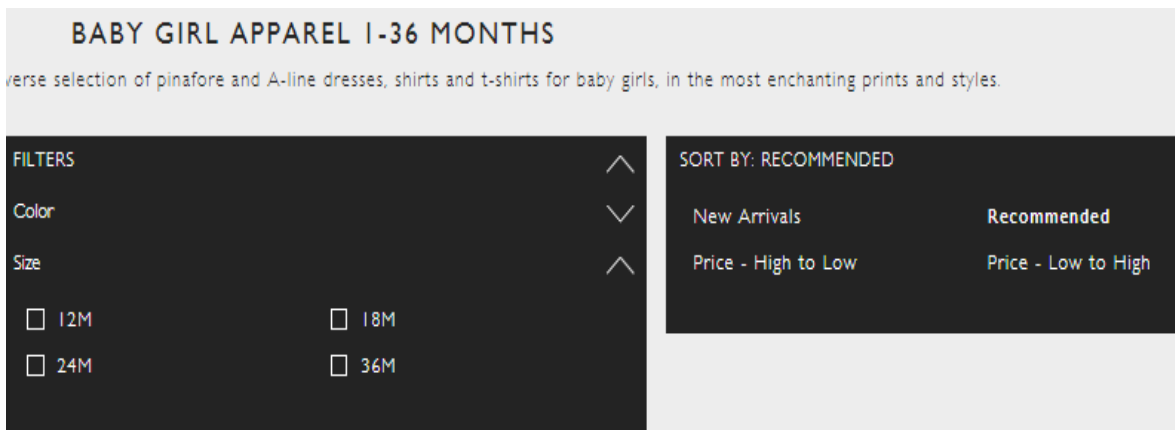 BABY GIRL APPAREL 1-36 MONTHS
verse selection of pinafore and A-line dresses, shirts and t-shirts for baby girls, in the most enchanting prints and styles.
FILTERS
Color
Size
12M 18M
24M 36M
SORT BY: RECOMMENDED
New Arrivals Recommended
Price - High to Low Price - Low to High